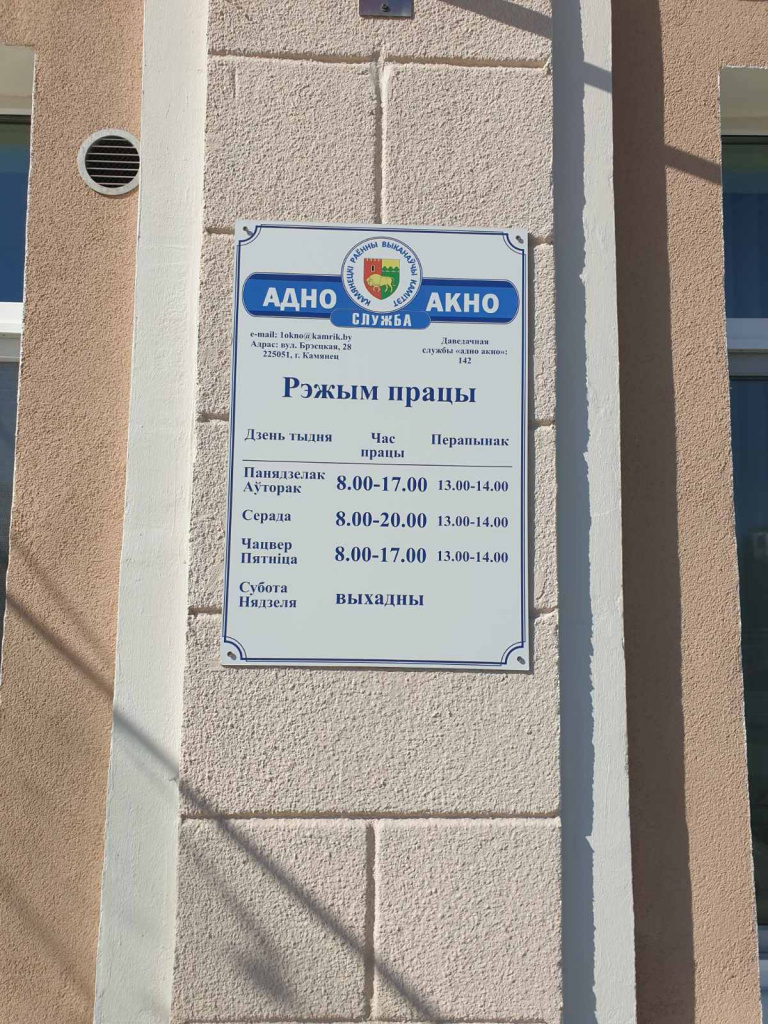 КАМЯНЕЦКІ РАЁННЫ ВЫКАНАЎЧЫ КАМІТЭТ
АДНО АКНО
СЛУЖБА
e-mail: 1okno@kamrik.by
Адрас: вул. Брэсцкая, 28
225051, г. Камянец
Даведачная
службы «адно акно»:
142
Рэжым працы
Дзень тыдня Час Перапынак
працы
Панядзелак
Аўторак 8.00-17.00 13.00-14.00
Серада 8.00-20.00 13.00-14.00
Чацвер
Пятніца 8.00-17.00 13.00-14.00
Субота
Нядзеля выхадны